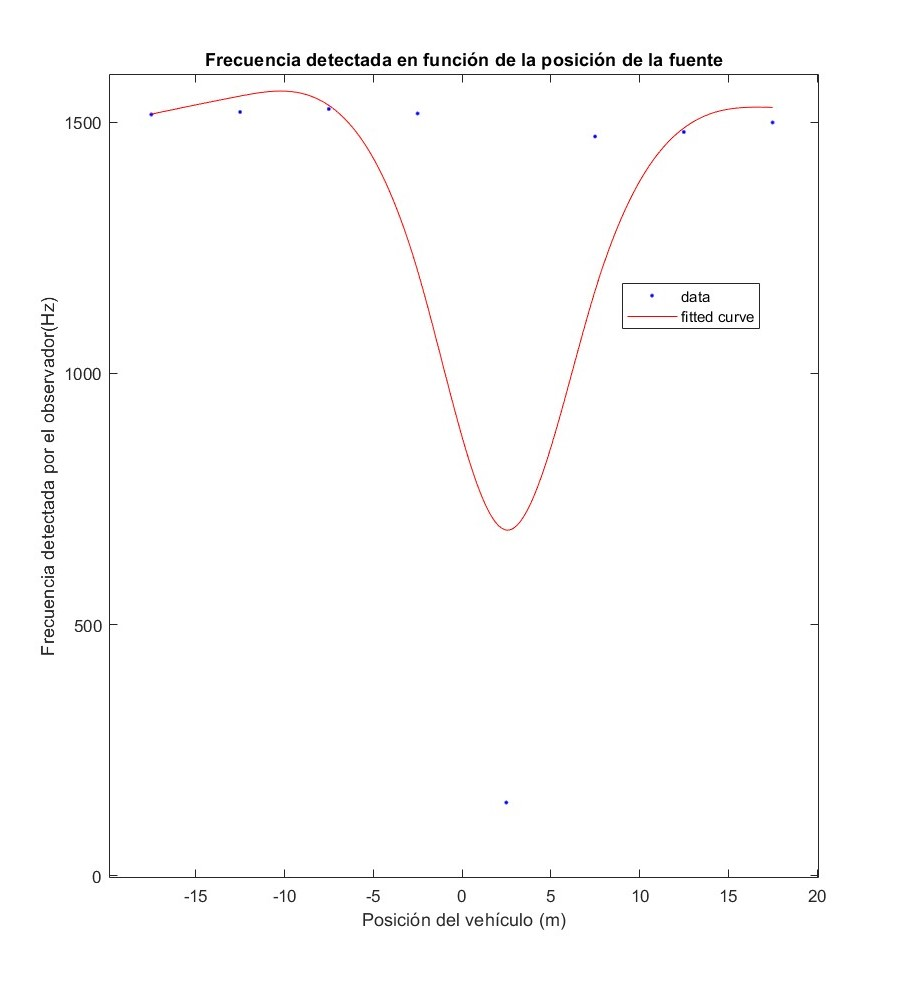 Frecuencia detectada en función de la posición de la fuente
Frecuencia detectada por el observador(Hz)
1500
1000
500
0
data
fitted curve
-15 -10 -5 0 5 10 15 20
Posición del vehículo (m)